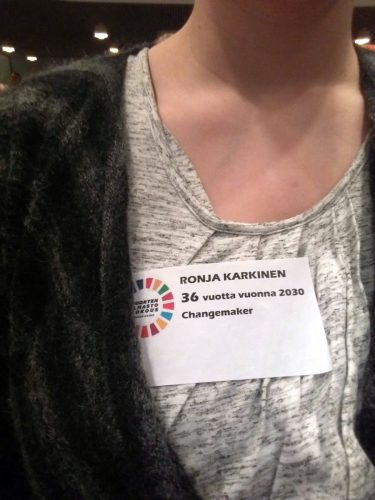 RONJA KARKINEN
36 vuotta vuonna 2030
Changemaker